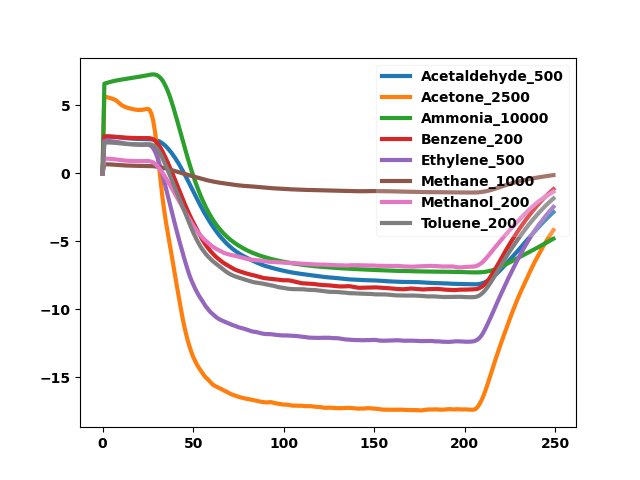 Acetaldehyde_500
Acetone_2500
Ammonia_10000
Benzene_200
Ethylene_500
Methane_1000
Methanol_200
Toluene_200
5
0
−5
−10
−15
0 50 100 150 200 250